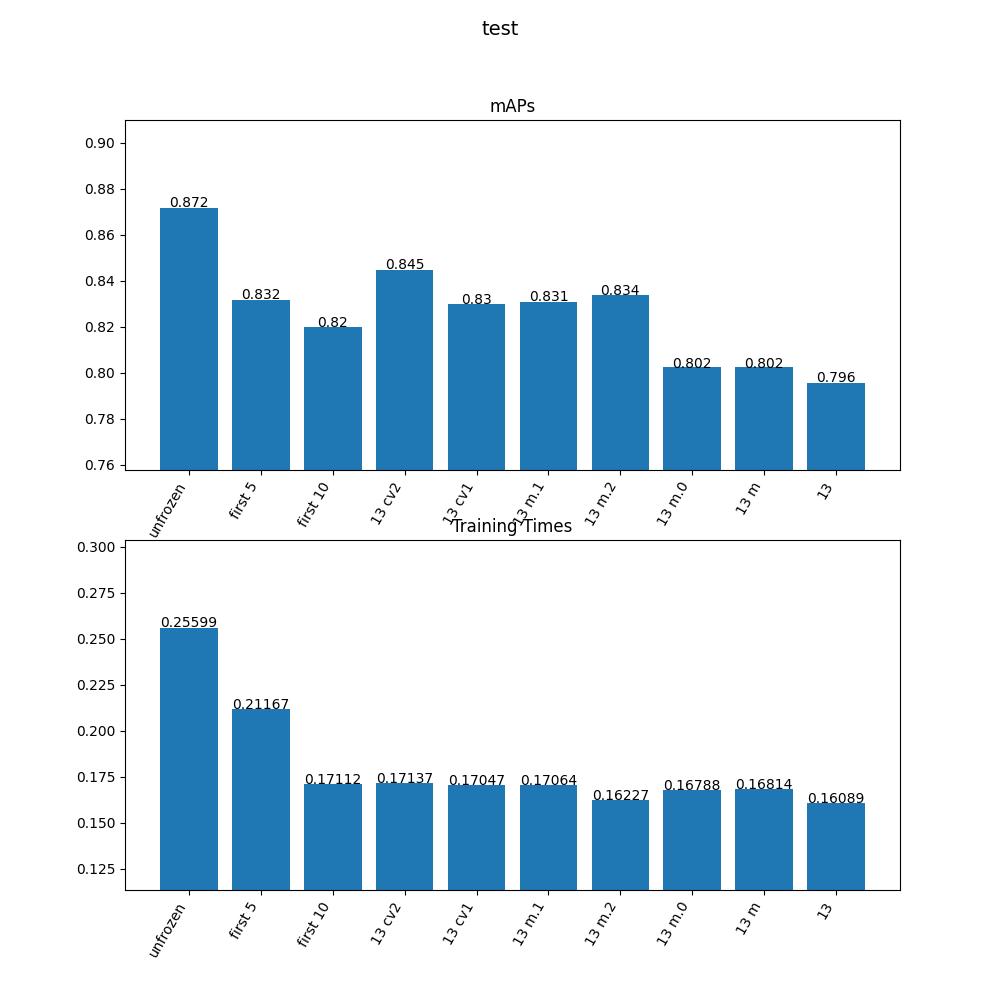 test
mAPs
0.90
0.88
0.86
0.84
0.82
0.80
0.78
0.76
0.872
0.832
0.82
0.845
0.83
0.831
0.834
0.802
0.802
0.796
unfrozen
first 5
first 10
13 cv2
13 cv1
13 m.1
13 m.2
13 m.0
13 m
13
Training Times
0.300
0.275
0.250
0.225
0.200
0.175
0.150
0.125
0.25599
0.21167
0.17112
0.17137
0.17047
0.17064
0.16227
0.16788
0.16814
0.16089
unfrozen
first 5
first 10
13 cv2
13 cv1
13 m.1
13 m.2
13 m.0
13 m
13